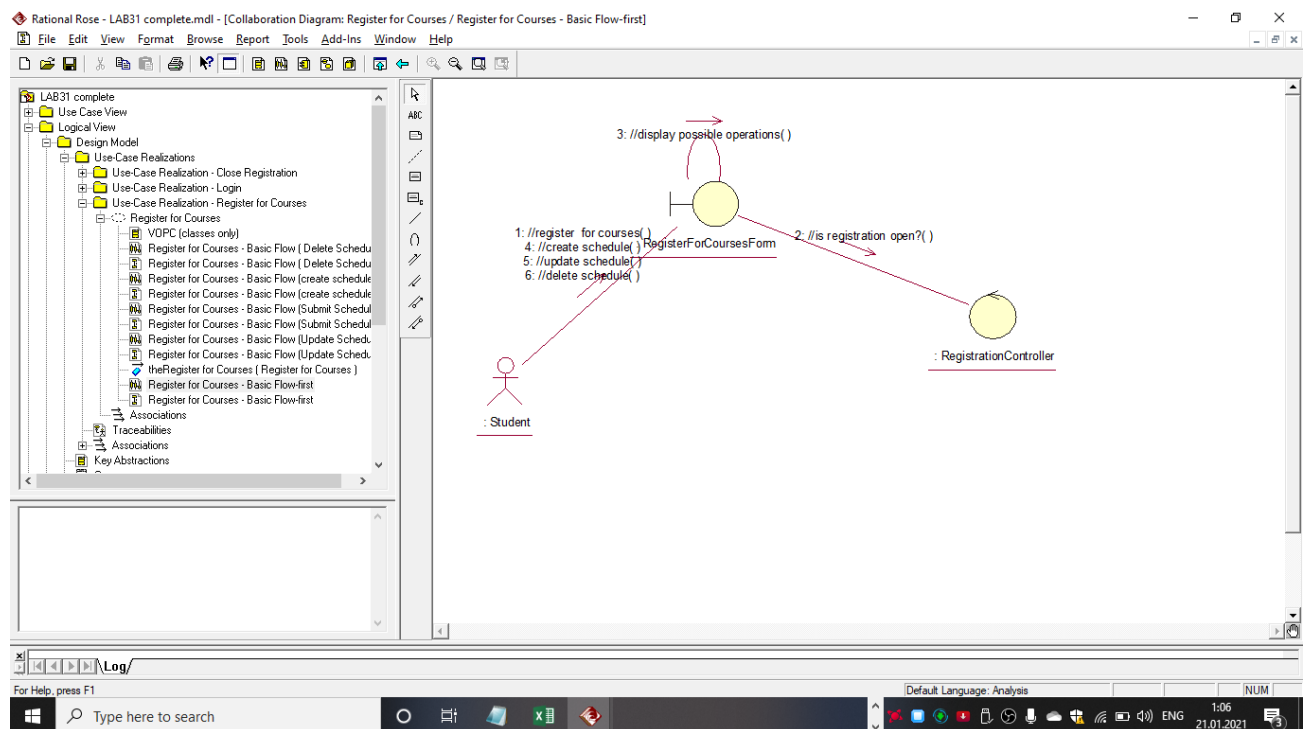 Rational Rose - LAB31 complete.mdl - [Collaboration Diagram: Register for Courses / Register for Courses - Basic Flow-first]
File Edit View Format Browse Report Tools Add-Ins Window Help
LAB31 complete
Use Case View
Logical View
Design Model
Use-Case Realizations
Use-Case Realization - Close Registration
Use-Case Realization - Login
Use-Case Realization - Register for Courses
Register for Courses
VOPC (classes only)
Register for Courses - Basic Flow ( Delete Schedu
Register for Courses - Basic Flow ( Delete Schedu
Register for Courses - Basic Flow (create schedule
Register for Courses - Basic Flow (create schedule
Register for Courses - Basic Flow (Submit Schedul
Register for Courses - Basic Flow (Submit Schedul
Register for Courses - Basic Flow (Update Schedu
Register for Courses - Basic Flow (Update Schedu
theRegister for Courses ( Register for Courses )
Register for Courses - Basic Flow-first
Register for Courses - Basic Flow-first
Associations
Traceabilities
Associations
Key Abstractions
ABC
3: //display possible operations( )
1: //register for courses( )
4: //create schedule( )
5: //update schedule( )
6: //delete schedule( )
RegisterForCoursesForm
2: //is registration open?( )
: RegistrationController
: Student
Log
For Help, press F1
Default Language: Analysis
NUM
Type here to search
ENG
1:06
21.01.2021
3